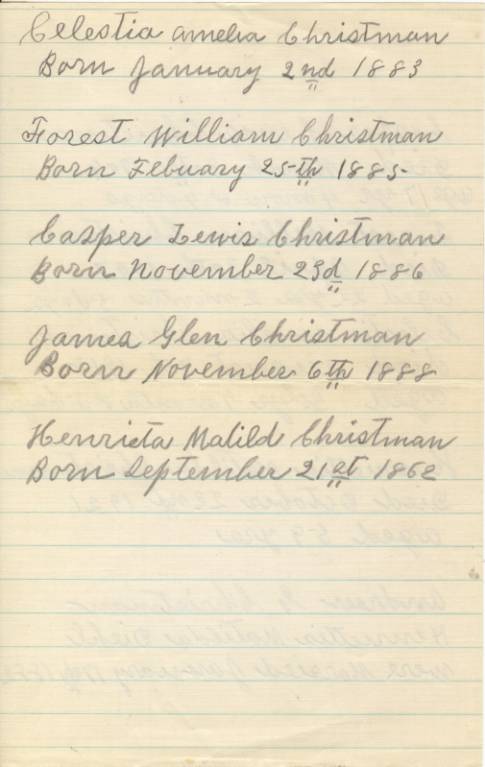 Celestia amelia Christman
Born January 2nd 1883
Forest William Christman
Born Febuary 25th 1885
Casper Lewis Christman
Born November 23d 1886
James Glen Christman
Born November 6th 1888
Henrieta Matild Christman
Born September 21st 1862